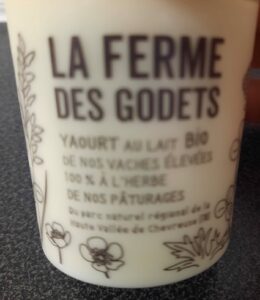 LA FERME
DES GODETS
YAOURT AU LAIT BiO
DE NOS VACHES ÉLEVÉES
100 % À L'HERBE
DE NOS PÂTURAGES
Du parc naturel régional de la
Haute Vallée de Chevreuse